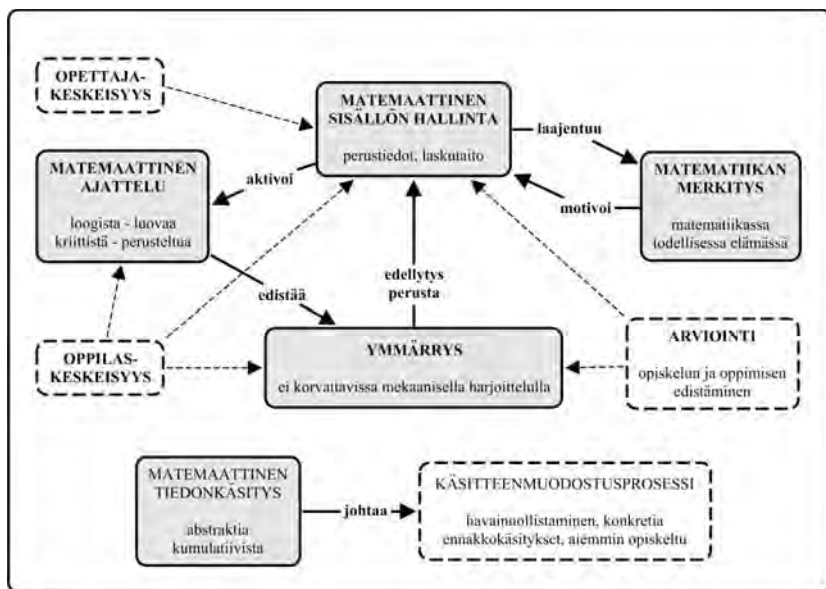 OPETTAJA-
KESKEISYYS
MATEMAATTINEN
SISÄLLÖN HALLINTA
perustiedot, laskutaito
laajentuu
MATEMAATTINEN
AJATTELU
loogista - luovaa
kriittistä - perusteltua
aktivoi
MATEMATIIKAN
MERKITYS
matematiikassa
todellisessa elämässä
motivoi
edistää
edellytys
perusta
OPPILAS-
KESKEISYYS
YMMÄRRYS
ei korvattavissa mekaanisella harjoittelulla
ARVIOINTI
opiskelua ja oppimisen
edistäminen
MATEMAATTINEN
TIEDONKÄSITYS
abstraktia
kumulatiivista
johtaa
KÄSITTEENMUODOSTUSPROSESSI
havainnollistaminen, konkretia
ennakkokäsitykset, aiemmin opiskeltu